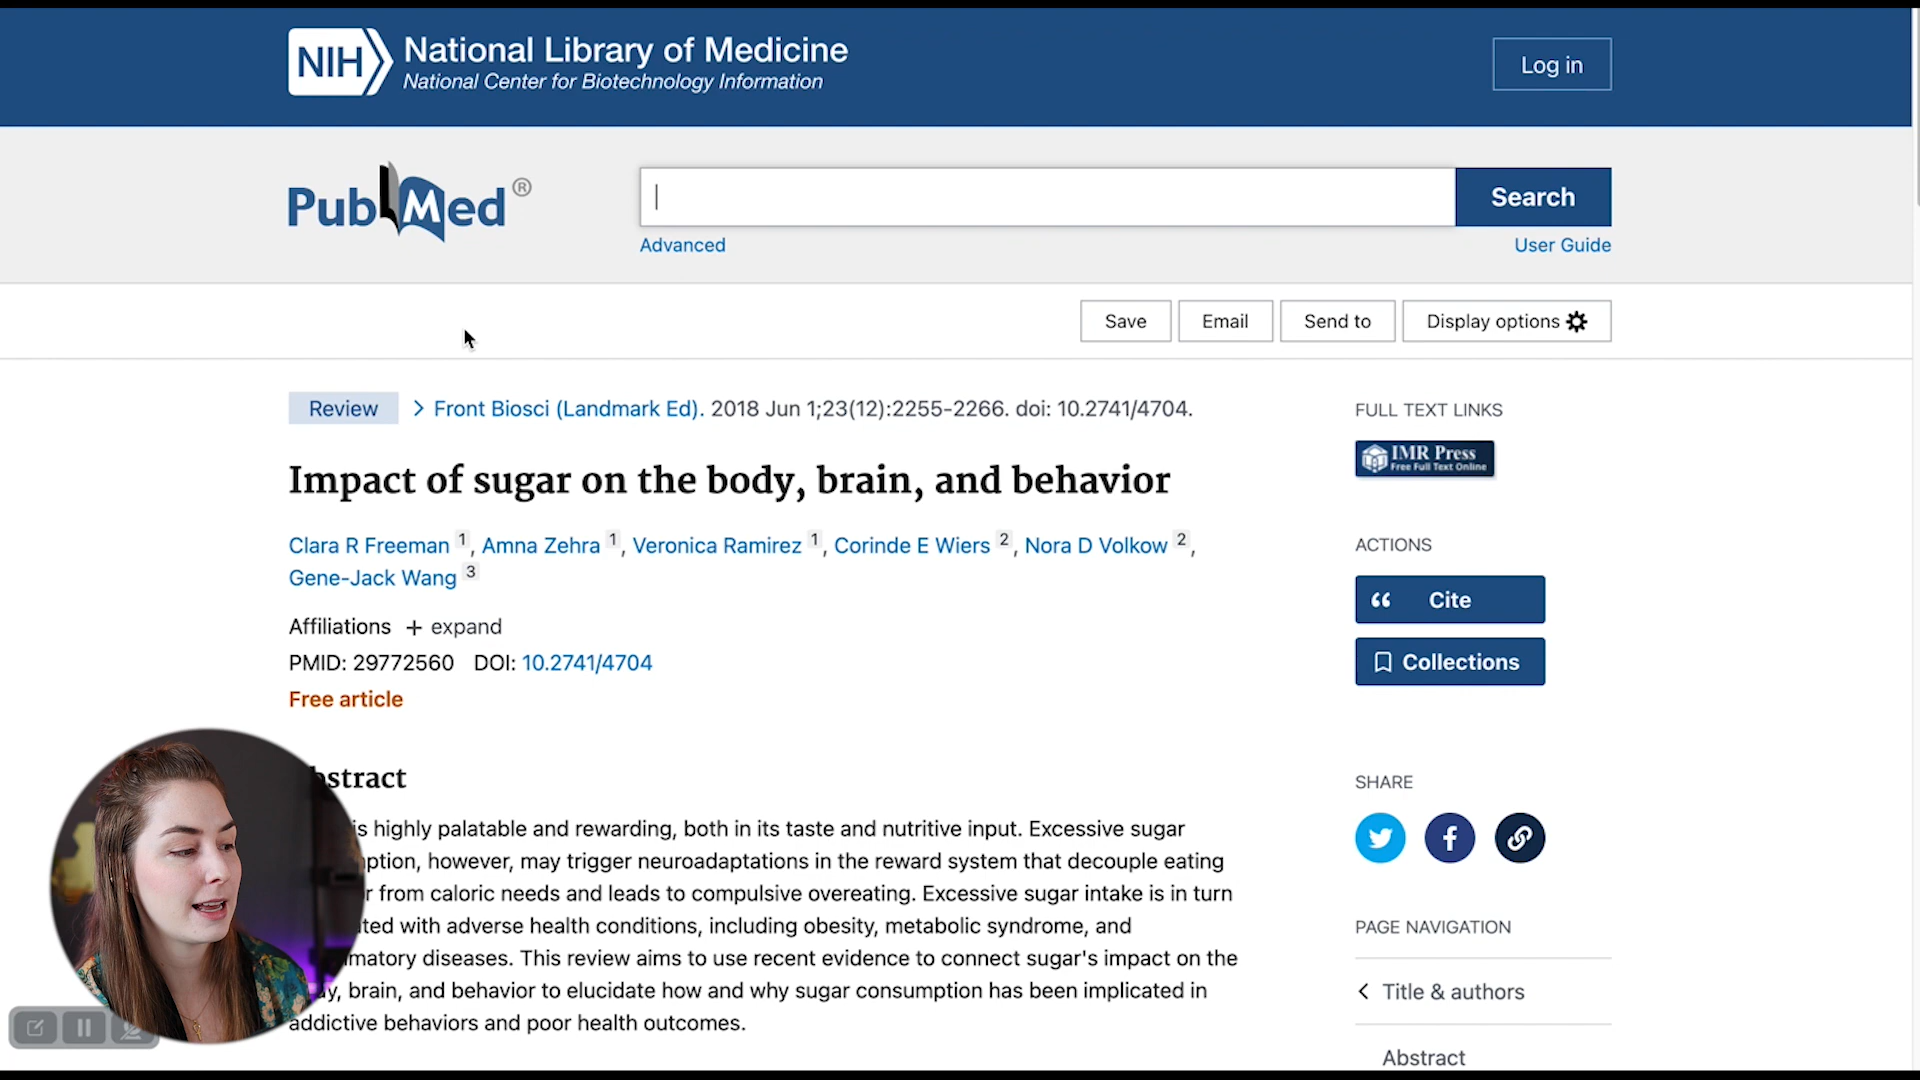 NIH National Library of Medicine
National Center for Biotechnology Information
Log in
PubMed®
Search
Advanced
User Guide
Save Email Send to Display options
Review > Front Biosci (Landmark Ed). 2018 Jun 1;23(12):2255-2266. doi: 10.2741/4704.
Impact of sugar on the body, brain, and behavior
Clara R Freeman 1, Amna Zehra 1, Veronica Ramirez 1, Corinde E Wiers 2, Nora D Volkow 2,
Gene-Jack Wang 3
Affiliations + expand
PMID: 29772560 DOI: 10.2741/4704
Free article
bstract
is highly palatable and rewarding, both in its taste and nutritive input. Excessive sugar
ption, however, may trigger neuroadaptations in the reward system that decouple eating
r from caloric needs and leads to compulsive overeating. Excessive sugar intake is in turn
ted with adverse health conditions, including obesity, metabolic syndrome, and
matory diseases. This review aims to use recent evidence to connect sugar's impact on the
y, brain, and behavior to elucidate how and why sugar consumption has been implicated in
addictive behaviors and poor health outcomes.
FULL TEXT LINKS
IMR Press
Free Full Text Online
ACTIONS
Cite
Collections
SHARE
PAGE NAVIGATION
< Title & authors
Abstract